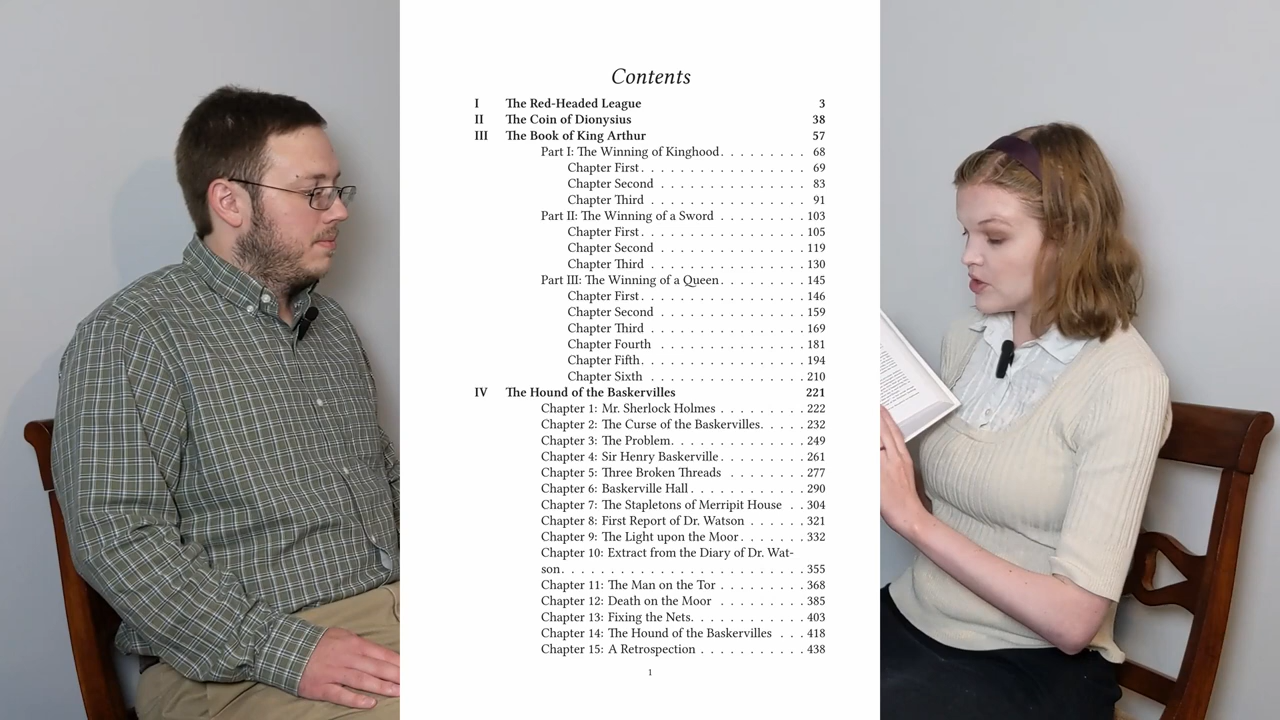 Contents
I The Red-Headed League 3
II The Coin of Dionysius 38
III The Book of King Arthur 57
Part I: The Winning of Kinghood. . . . . . . . . 68
Chapter First. . . . . . . . . . . . . . . . . 69
Chapter Second . . . . . . . . . . . . . . . 83
Chapter Third . . . . . . . . . . . . . . . . 91
Part II: The Winning of a Sword . . . . . . . . . 103
Chapter First. . . . . . . . . . . . . . . . . 105
Chapter Second . . . . . . . . . . . . . . . 119
Chapter Third . . . . . . . . . . . . . . . . 130
Part III: The Winning of a Queen. . . . . . . . . 145
Chapter First. . . . . . . . . . . . . . . . . 146
Chapter Second . . . . . . . . . . . . . . . 159
Chapter Third . . . . . . . . . . . . . . . . 169
Chapter Fourth . . . . . . . . . . . . . . . 181
Chapter Fifth. . . . . . . . . . . . . . . . . 194
Chapter Sixth . . . . . . . . . . . . . . . . 210
IV The Hound of the Baskervilles 221
Chapter 1: Mr. Sherlock Holmes . . . . . . . . . 222
Chapter 2: The Curse of the Baskervilles. . . . . 232
Chapter 3: The Problem. . . . . . . . . . . . . . 249
Chapter 4: Sir Henry Baskerville. . . . . . . . . 261
Chapter 5: Three Broken Threads . . . . . . . . 277
Chapter 6: Baskerville Hall. . . . . . . . . . . . 290
Chapter 7: The Stapletons of Merripit House . . 304
Chapter 8: First Report of Dr. Watson . . . . . . 321
Chapter 9: The Light upon the Moor. . . . . . . 332
Chapter 10: Extract from the Diary of Dr. Wat-
son. . . . . . . . . . . . . . . . . . . . . . . . . 355
Chapter 11: The Man on the Tor . . . . . . . . . 368
Chapter 12: Death on the Moor . . . . . . . . . 385
Chapter 13: Fixing the Nets. . . . . . . . . . . . 403
Chapter 14: The Hound of the Baskervilles . . . 418
Chapter 15: A Retrospection . . . . . . . . . . . 438
1